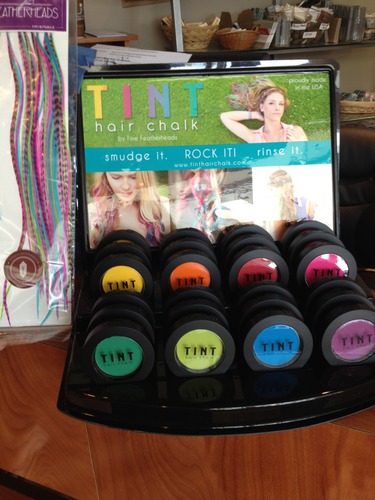 FEATHERHEADS
TINT
hair chalk
by Fine Featherheads
proudly made
in the USA
smudge it. ROCK IT! rinse it.
www.tinthairchalk.com
TINT
TINT
TINT
TINT
TINT
TINT
TINT
TINT